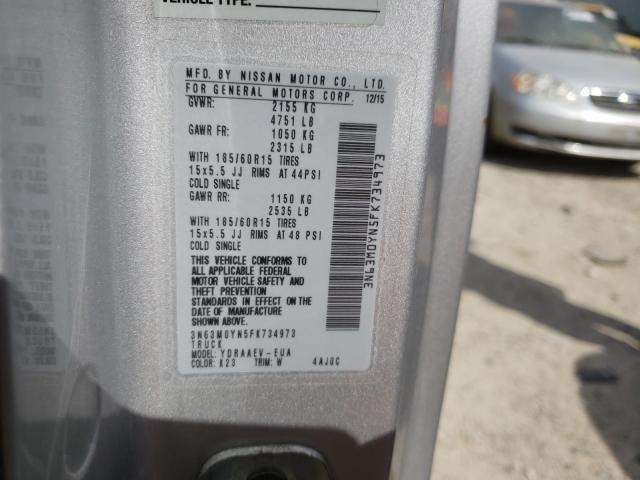 VEHICLE TYPE:
MFD. BY NISSAN MOTOR CO., LTD.
FOR GENERAL MOTORS CORP. 12/15
GVWR: 2155 KG
4751 LB
GAWR FR: 1050 KG
2315 LB
WITH 185/60R15 TIRES
15x5.5 JJ RIMS AT 44PSI
COLD SINGLE
GAWR RR: 1150 KG
2535 LB
WITH 185/60R15 TIRES
15x5.5 JJ RIMS AT 48 PSI
COLD SINGLE
THIS VEHICLE CONFORMS TO
ALL APPLICABLE FEDERAL
MOTOR VEHICLE SAFETY AND
THEFT PREVENTION
STANDARDS IN EFFECT ON THE
DATE OF MANUFACTURE
SHOWN ABOVE.
3N63M0YN5FK734973
TRUCK
MODEL: YDRAAEV-EUA
COLOR: K23 TRIM: W 4AJ0C
3N63M0YN5FK734973